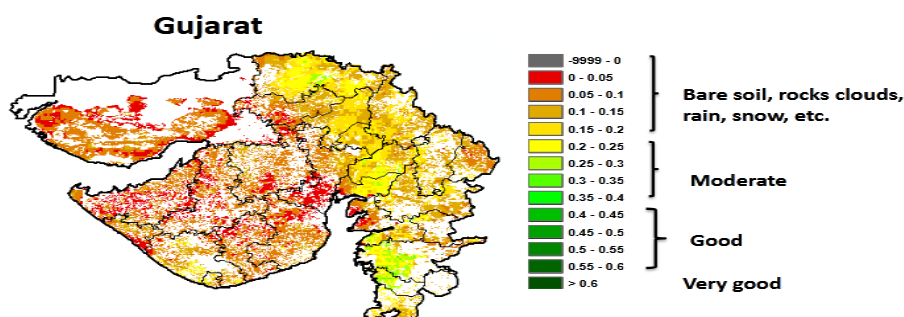 Gujarat
-9999 - 0
0 - 0.05
0.05 - 0.1
0.1 - 0.15
0.15 - 0.2
0.2 - 0.25
0.25 - 0.3
0.3 - 0.35
0.35 - 0.4
0.4 - 0.45
0.45 - 0.5
0.5 - 0.55
0.55 - 0.6
> 0.6
Bare soil, rocks clouds,
rain, snow, etc.
Moderate
Good
Very good